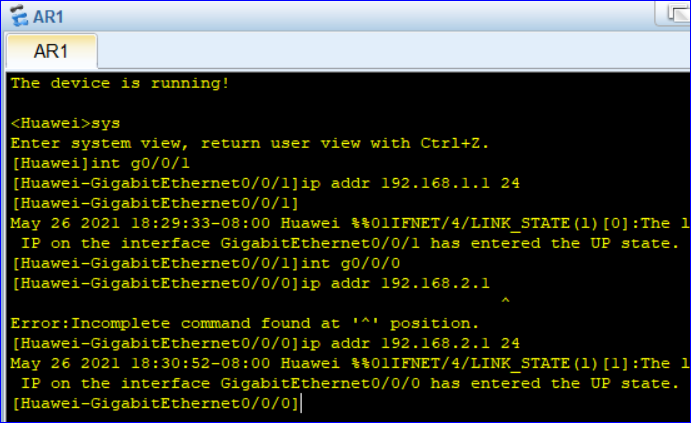 AR1
AR1
The device is running!
<Huawei>sys
Enter system view, return user view with Ctrl+Z.
[Huawei]int g0/0/1
[Huawei-GigabitEthernet0/0/1]ip addr 192.168.1.1 24
[Huawei-GigabitEthernet0/0/1]
May 26 2021 18:29:33-08:00 Huawei %%01IFNET/4/LINK_STATE(l)[0]:The l
IP on the interface GigabitEthernet0/0/1 has entered the UP state.
[Huawei-GigabitEthernet0/0/1]int g0/0/0
[Huawei-GigabitEthernet0/0/0]ip addr 192.168.2.1
^
Error:Incomplete command found at '^' position.
[Huawei-GigabitEthernet0/0/0]ip addr 192.168.2.1 24
May 26 2021 18:30:52-08:00 Huawei %%01IFNET/4/LINK_STATE(l)[1]:The l
IP on the interface GigabitEthernet0/0/0 has entered the UP state.
[Huawei-GigabitEthernet0/0/0]